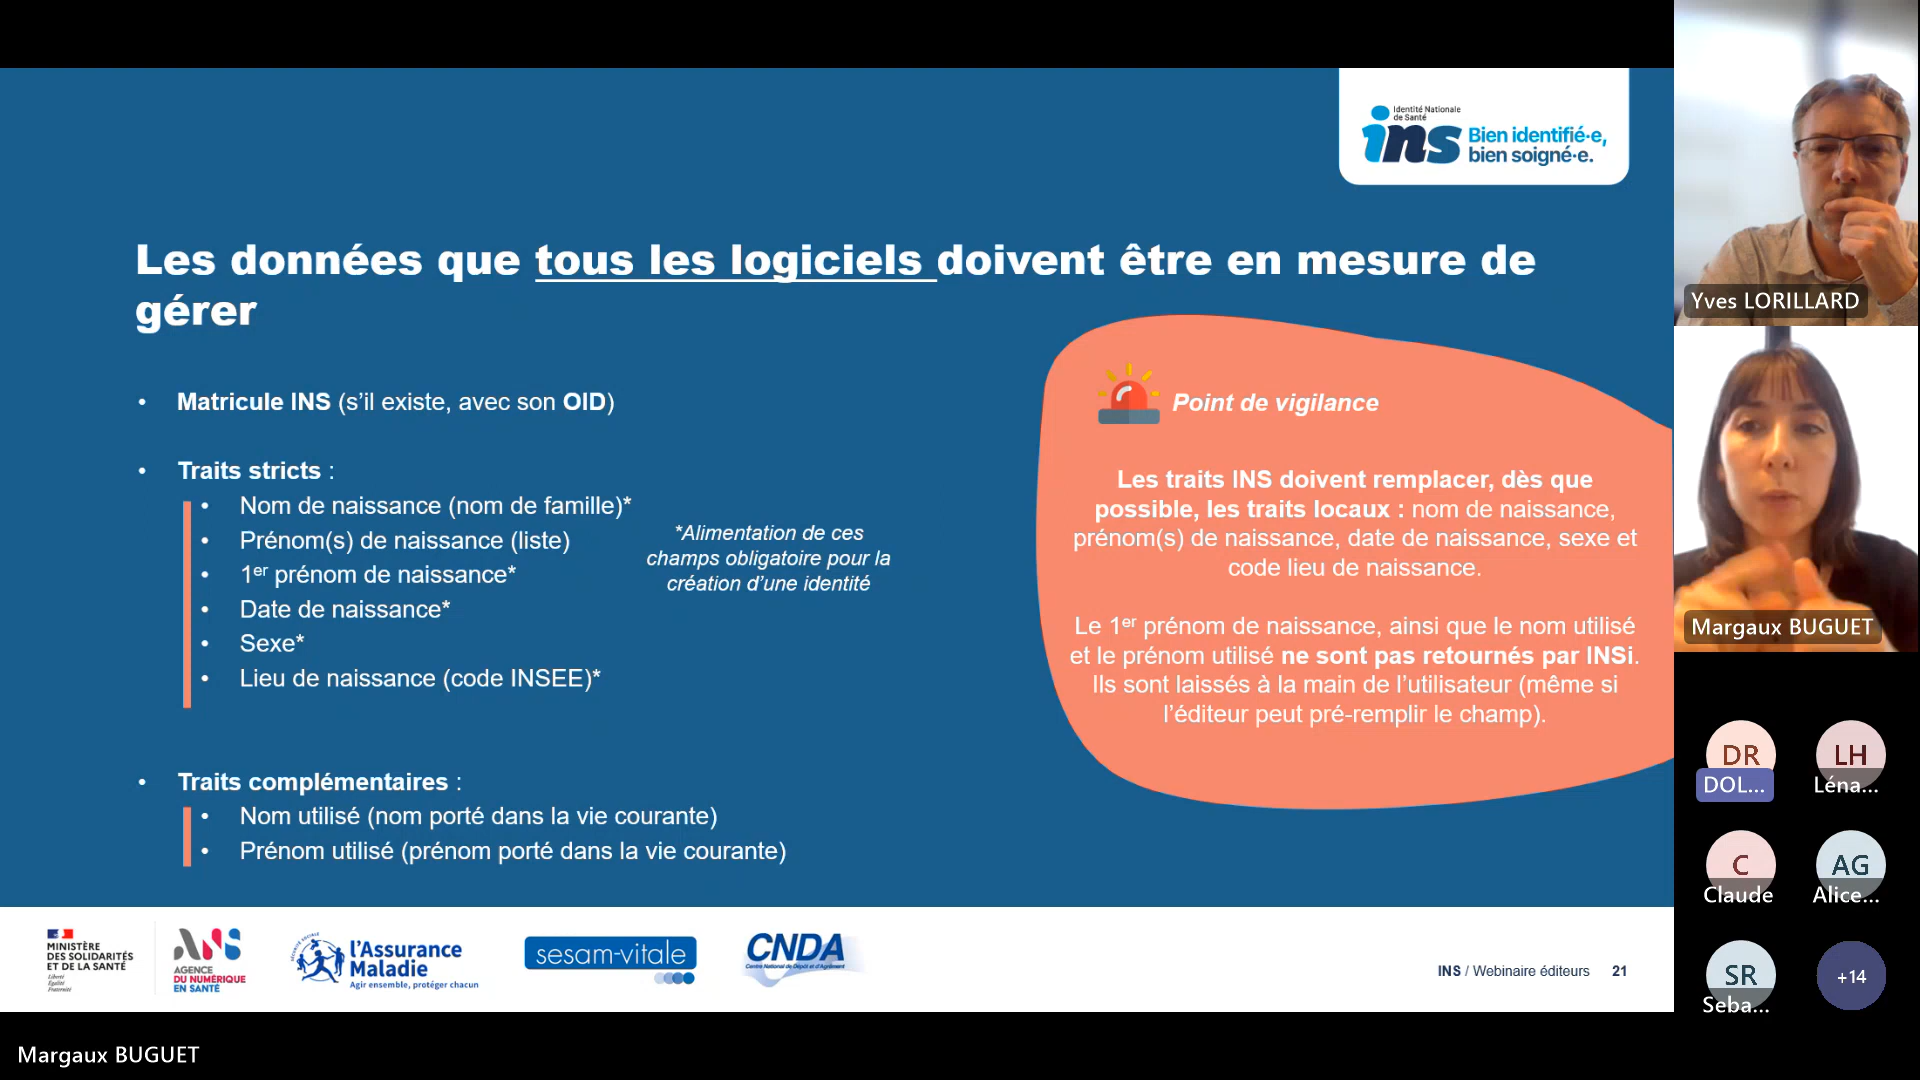 Identité Nationale
de Santé
ins Bien identifié·e,
bien soigné·e.
Les données que tous les logiciels doivent être en mesure de
gérer
• Matricule INS (s’il existe, avec son OID)
• Traits stricts :
• Nom de naissance (nom de famille)*
• Prénom(s) de naissance (liste)
• 1er prénom de naissance*
• Date de naissance*
• Sexe*
• Lieu de naissance (code INSEE)*
*Alimentation de ces
champs obligatoire pour la
création d’une identité
• Traits complémentaires :
• Nom utilisé (nom porté dans la vie courante)
• Prénom utilisé (prénom porté dans la vie courante)
Point de vigilance
Les traits INS doivent remplacer, dès que
possible, les traits locaux : nom de naissance,
prénom(s) de naissance, date de naissance, sexe et
code lieu de naissance.
Le 1er prénom de naissance, ainsi que le nom utilisé
et le prénom utilisé ne sont pas retournés par INSi.
Ils sont laissés à la main de l’utilisateur (même si
l’éditeur peut pré-remplir le champ).
MINISTÈRE
DES SOLIDARITÉS
ET DE LA SANTÉ
Liberté
Égalité
Fraternité
AGENCE
DU NUMÉRIQUE
EN SANTÉ
l’Assurance
Maladie
Agir ensemble, protéger chacun
sesam-vitale
CNDA
Centre National de Dépôt et d'Agrément
INS / Webinaire éditeurs 21
Yves LORILLARD
Margaux BUGUET
DR
DOL...
LH
Léna...
C
Claude
AG
Alice...
SR
Seba...
+14
Margaux BUGUET